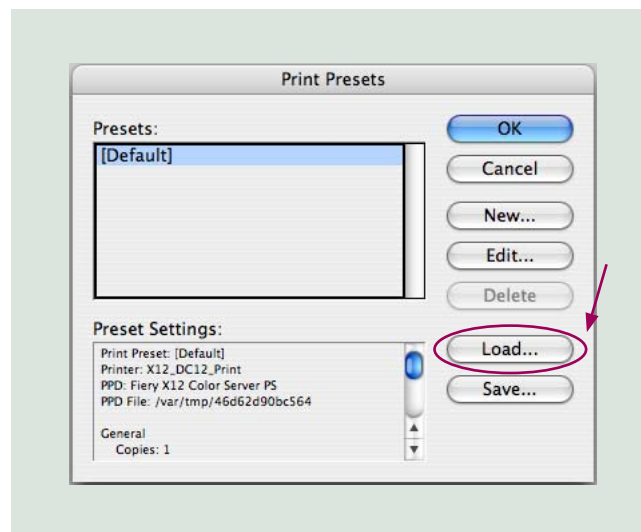 Print Presets
Presets:
[Default]
OK
Cancel
New...
Edit...
Delete
Preset Settings:
Print Preset: [Default]
Printer: X12_DC12_Print
PPD: Fiery X12 Color Server PS
PPD File: /var/tmp/46d62d90bc564
General
Copies: 1
Load...
Save...